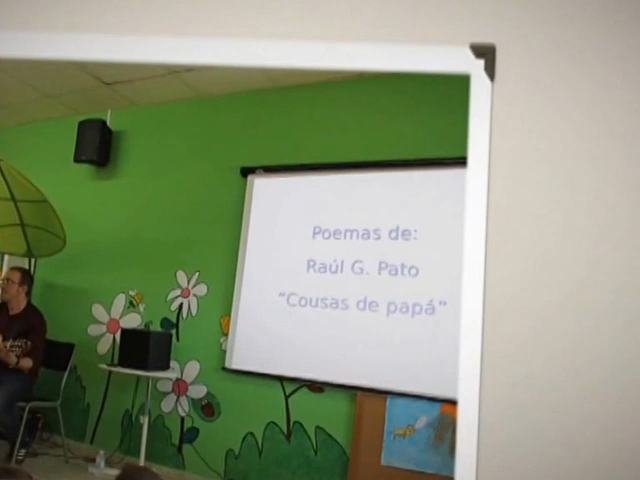 Poemas de:
Raúl G. Pato
“Cousas de papá”